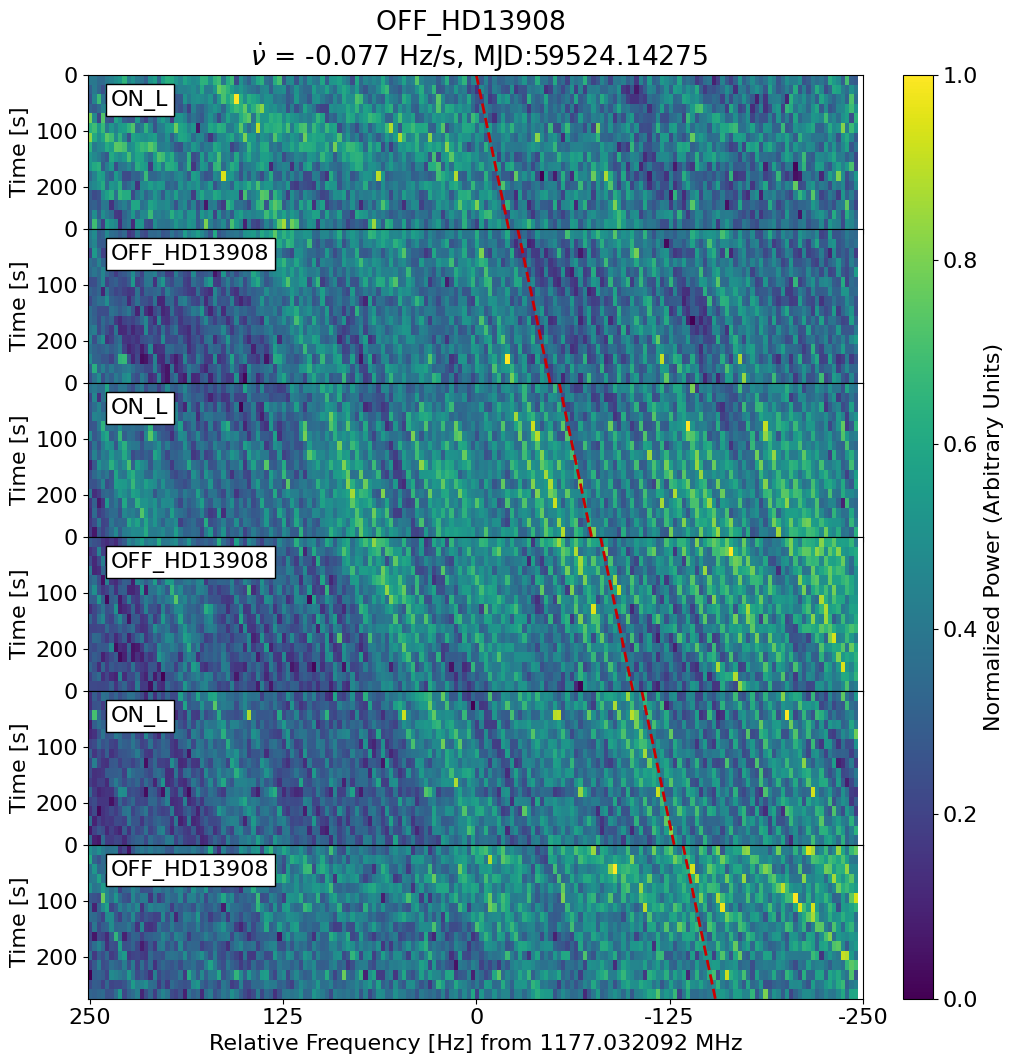 OFF_HD13908
ν̇ = -0.077 Hz/s, MJD:59524.14275
0
ON_L
100
200
Time [s]
0
OFF_HD13908
100
200
Time [s]
0
ON_L
100
200
Time [s]
0
OFF_HD13908
100
200
Time [s]
0
ON_L
100
200
Time [s]
0
OFF_HD13908
100
200
Time [s]
250 125 0 -125 -250
Relative Frequency [Hz] from 1177.032092 MHz
1.0
0.8
0.6
0.4
0.2
0.0
Normalized Power (Arbitrary Units)